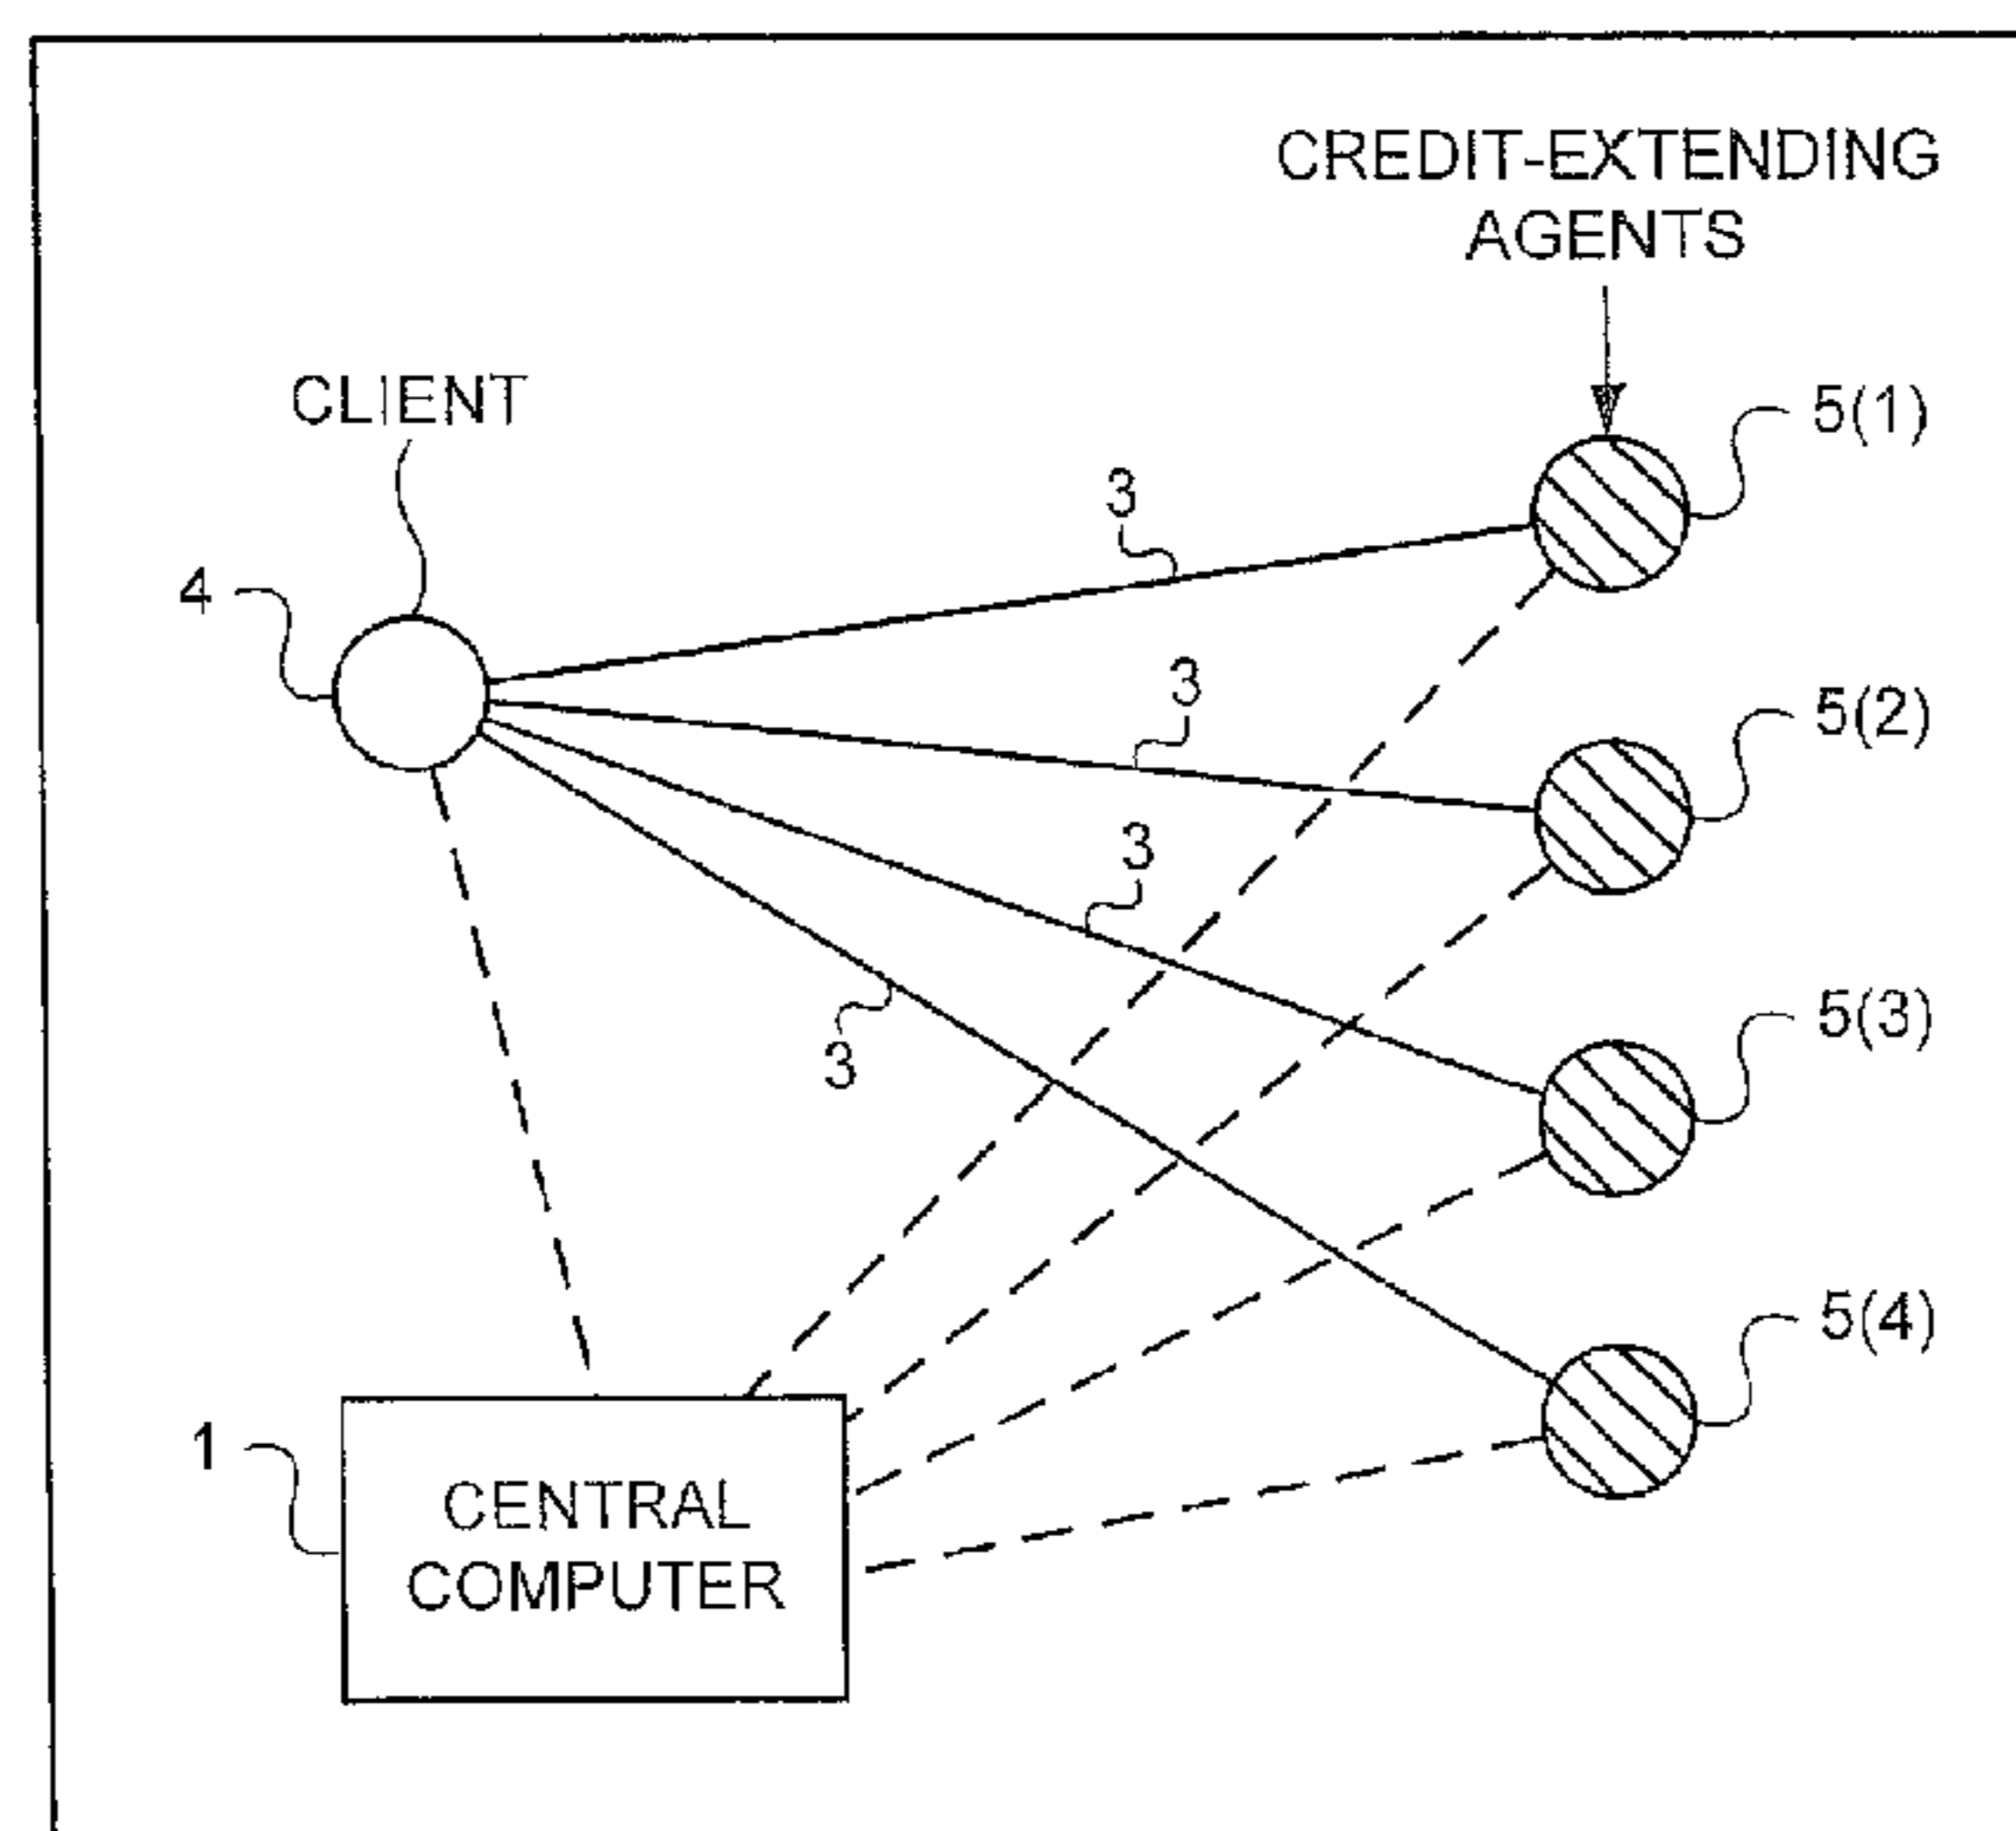 CREDIT-EXTENDING
AGENTS
CLIENT
5(1)
3
4
3
5(2)
3
5(3)
3
5(4)
1
CENTRAL
COMPUTER